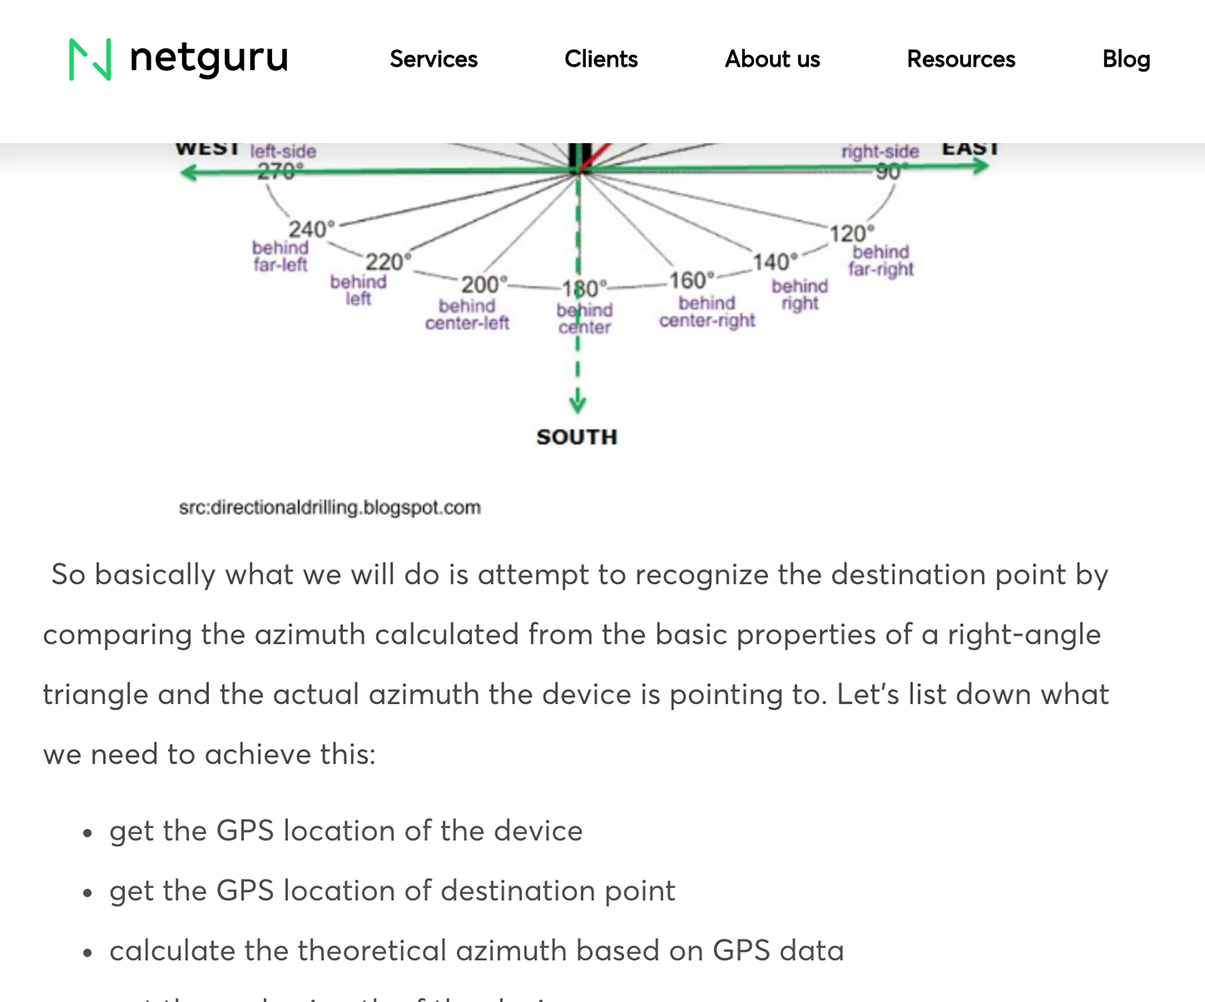 netguru
Services
Clients
About us
Resources
Blog
WEST left-side
right-side EAST
270°
90°
240°
behind
far-left
120°
behind
far-right
220°
behind
left
140°
behind
right
200°
behind
center-left
180°
behind
center
160°
behind
center-right
SOUTH
src:directionaldrilling.blogspot.com
So basically what we will do is attempt to recognize the destination point by
comparing the azimuth calculated from the basic properties of a right-angle
triangle and the actual azimuth the device is pointing to. Let's list down what
we need to achieve this:
• get the GPS location of the device
• get the GPS location of destination point
• calculate the theoretical azimuth based on GPS data